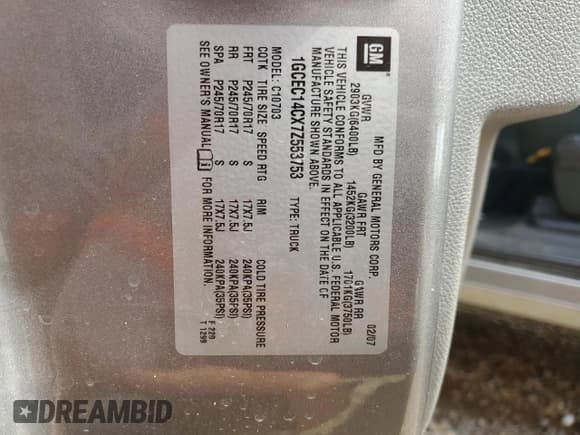 GM
MFD BY GENERAL MOTORS CORP. 02/07
GVWR GAWR FRT GAWR RR
2903KG(6400LB) 1452KG(3200LB) 1701KG(3750LB)
THIS VEHICLE CONFORMS TO ALL APPLICABLE U.S. FEDERAL MOTOR
VEHICLE SAFETY STANDARDS IN EFFECT ON THE DATE OF
MANUFACTURE SHOWN ABOVE.
1GCEC14CX7Z553753 TYPE: TRUCK
MODEL: C10703
COTK TIRE SIZE SPEED RTG RIM COLD TIRE PRESSURE
FRT P245/70R17 S 17X7.5J 240KPA(35PSI)
RR P245/70R17 S 17X7.5J 240KPA(35PSI)
SPA P245/70R17 S 17X7.5J 240KPA(35PSI)
SEE OWNER'S MANUAL FOR MORE INFORMATION. F 229
T 1299
DREAMBID